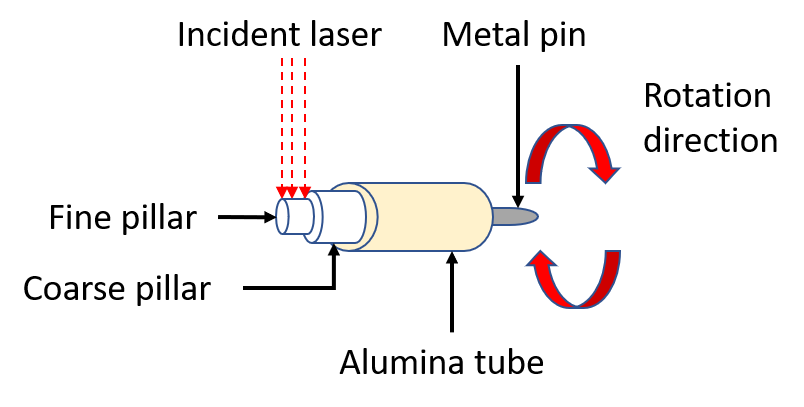 Incident laser
Metal pin
Rotation
direction
Fine pillar
Coarse pillar
Alumina tube